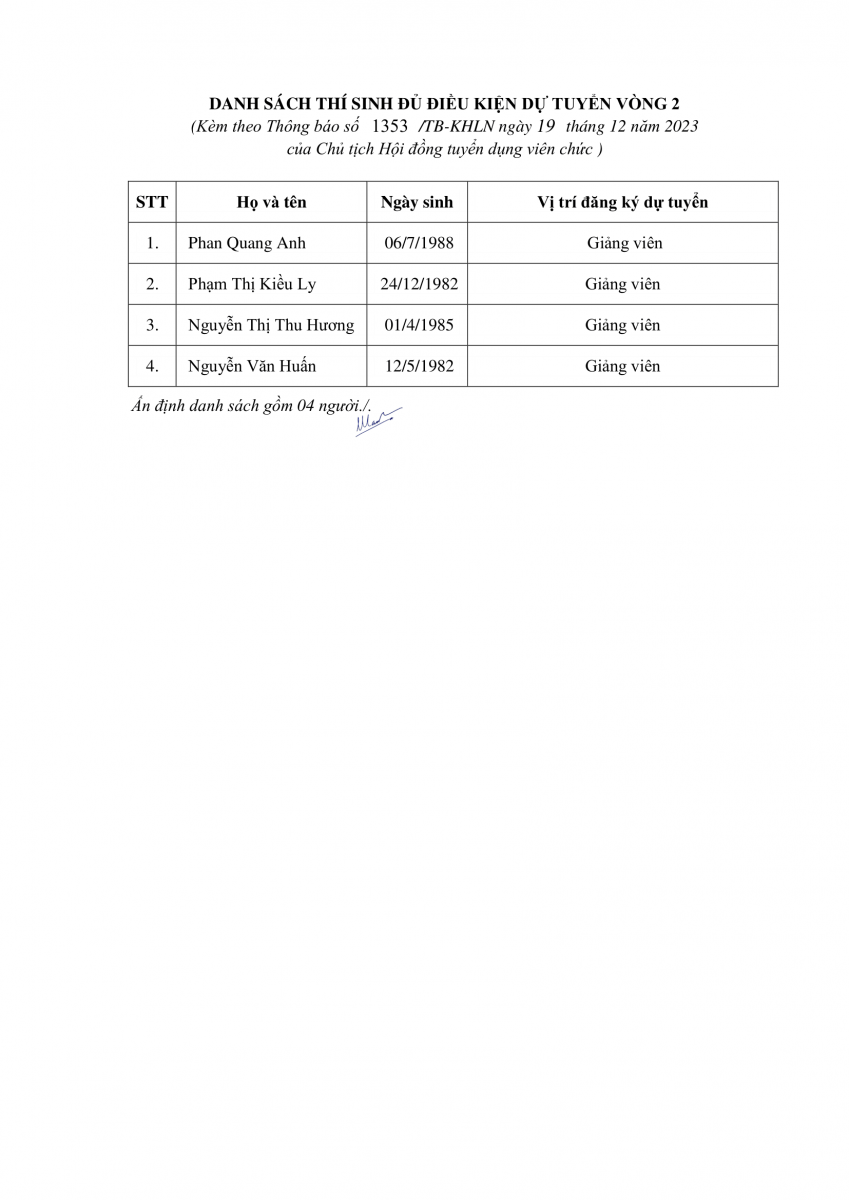 DANH SÁCH THÍ SINH ĐỦ ĐIỀU KIỆN DỰ TUYỂN VÒNG 2
(Kèm theo Thông báo số 1353 /TB-KHLN ngày 19 tháng 12 năm 2023
của Chủ tịch Hội đồng tuyển dụng viên chức )
STT Họ và tên Ngày sinh Vị trí đăng ký dự tuyển
1. Phan Quang Anh 06/7/1988 Giảng viên
2. Phạm Thị Kiều Ly 24/12/1982 Giảng viên
3. Nguyễn Thị Thu Hương 01/4/1985 Giảng viên
4. Nguyễn Văn Huấn 12/5/1982 Giảng viên
Ấn định danh sách gồm 04 người./.